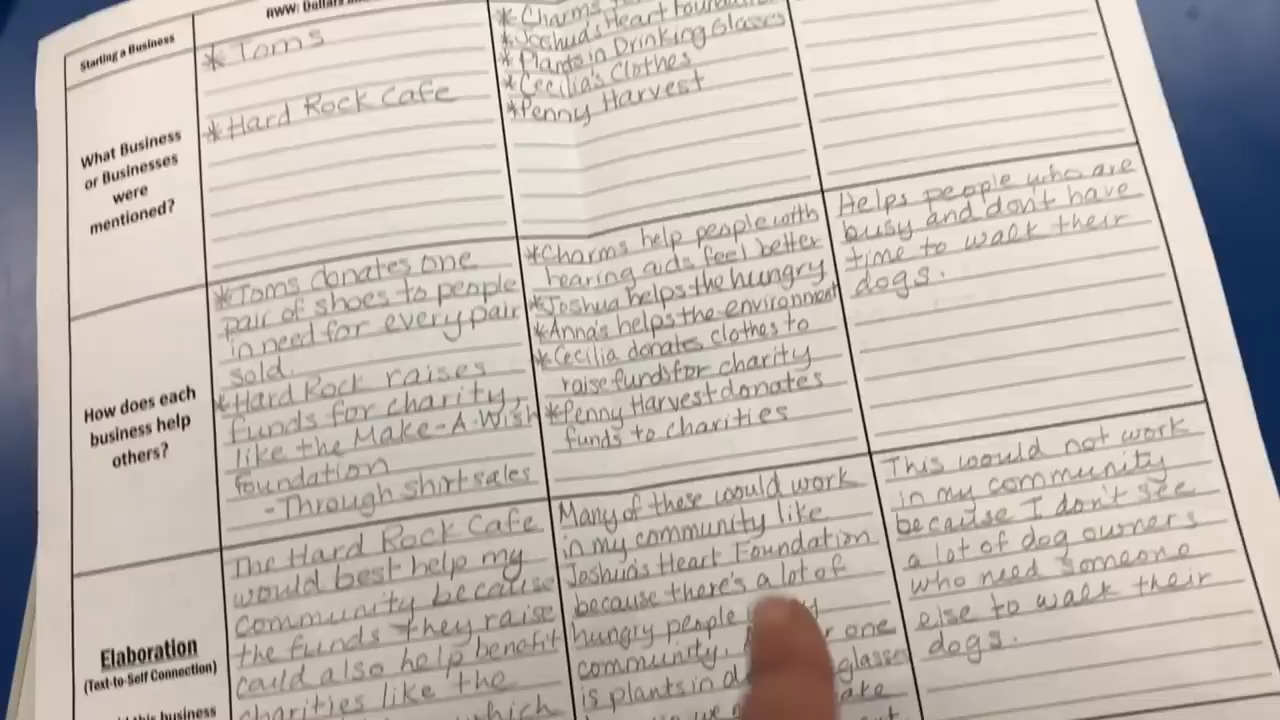 Starting a Business
RWW: Dollars
* Toms
* Hard Rock Cafe
* Charms
* Joshua's Heart Foundation
* Plants in Drinking Glasses
* Cecilia's Clothes
* Penny Harvest
What Business
or Businesses
were
mentioned?
How does each
business help
others?
* Toms donates one
pair of shoes to people
in need for every pair
sold.
* Hard Rock raises
funds for charity,
like the Make-A-Wish
foundation
- Through shirt sales
* Charms help people with
hearing aids feel better
* Joshua helps the hungry
* Anna's helps the environment
* Cecilia donates clothes to
raise funds for charity
* Penny Harvest donates
funds to charities
Helps people who are
busy and don't have
time to walk their
dogs.
Elaboration
(Text-to-Self Connection)
this business
The Hard Rock Cafe
would best help my
community because
the funds they raise
could also help benefit
charities like the
which
Many of these would work
in my community like
Joshua's Heart Foundation
because there's a lot of
hungry people
community. one
is plants in glasses
we
This would not work
in my community
because I don't see
a lot of dog owners
who need someone
else to walk their
dogs.